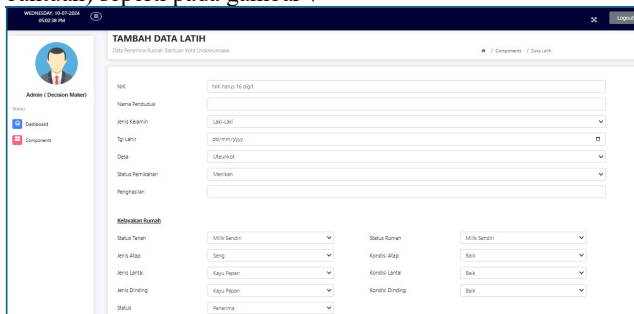 WEDNESDAY, 10-07-2024
05:02:38 PM
Logout
TAMBAH DATA LATIH
Data Penerima Rumah Bantuan Kota Lhokseumawe
/ Components / Data Latih
Admin ( Decision Maker)
Menu
Dashboard
Components
NIK
NIK harus 16 digit
Nama Penduduk
Jenis Kelamin
Laki-Laki
Tgl Lahir
dd/mm/yyyy
Desa
Uteunkot
Status Pernikahan
Menikah
Penghasilan
Kelayakan Rumah
Status Tanah Milik Sendiri Status Rumah Milik Sendiri
Jenis Atap Seng Kondisi Atap Baik
Jenis Lantai Kayu Papan Kondisi Lantai Baik
Jenis Dinding Kayu Papan Kondisi Dinding Baik
Status Penerima